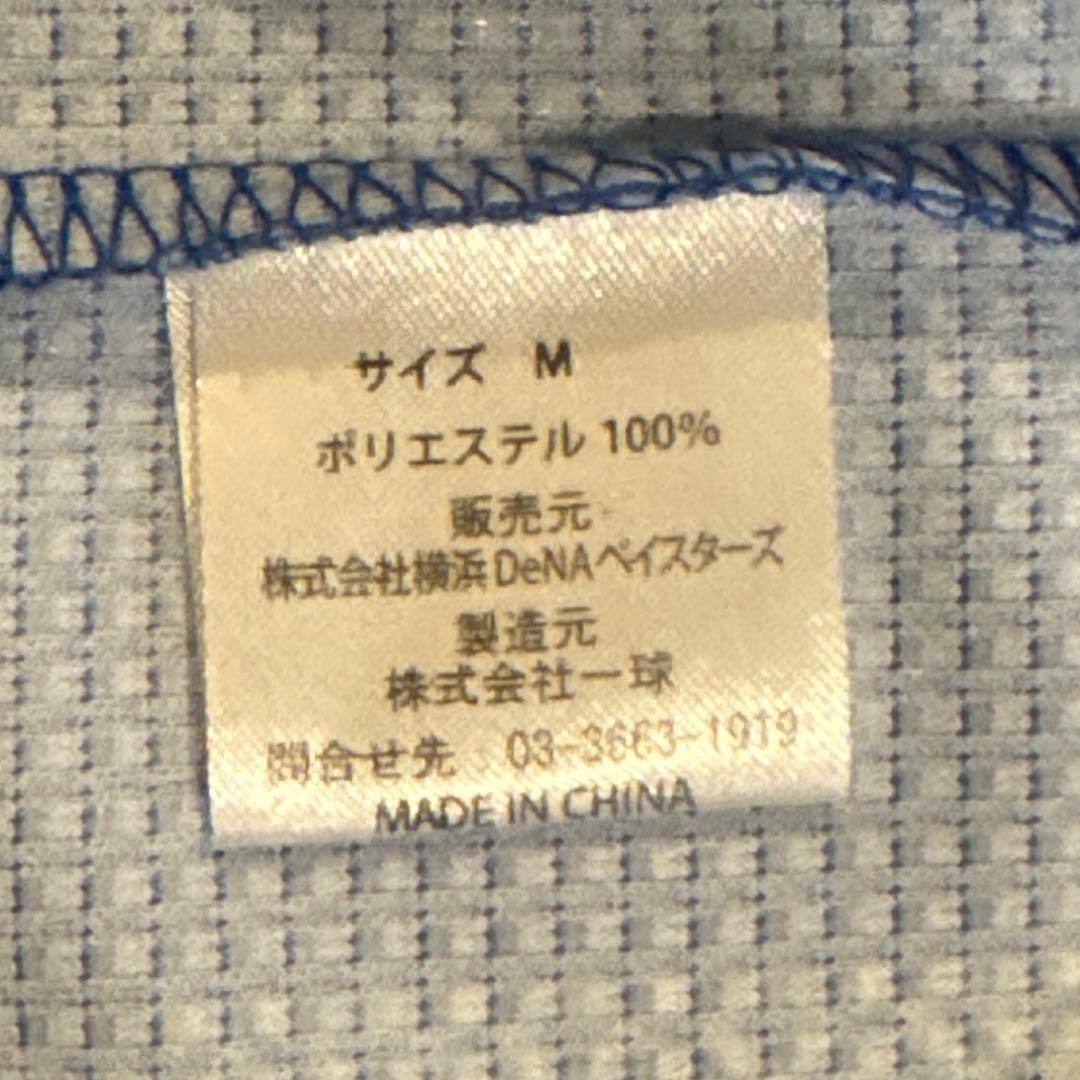 サイズ M
ポリエステル 100%
販売元
株式会社横浜DeNAベイスターズ
製造元
株式会社一球
問合せ先 03-3663-1919
MADE IN CHINA